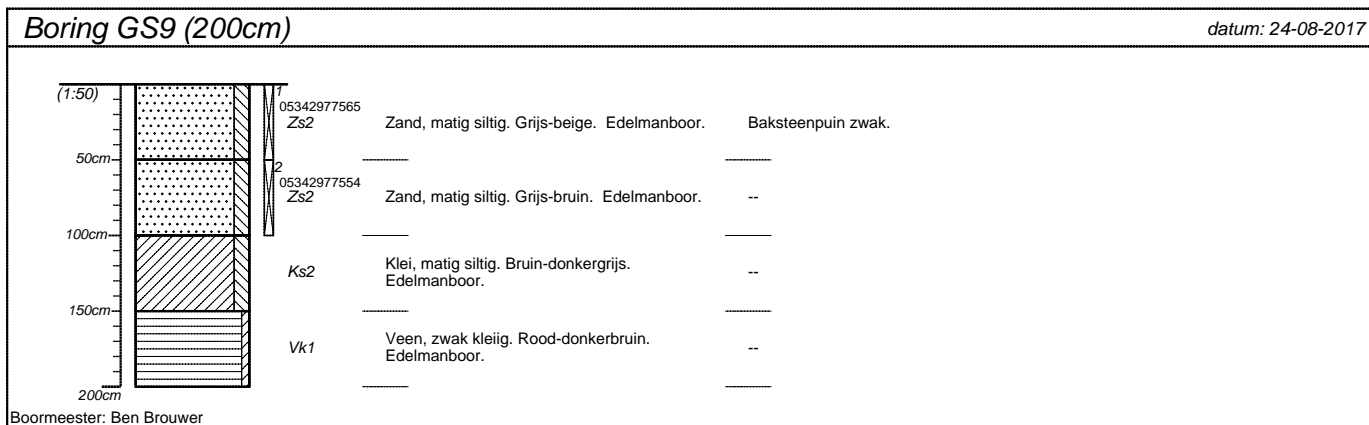 Boring GS9 (200cm)
datum: 24-08-2017
(1:50)
1
05342977565
Zs2 Zand, matig siltig. Grijs-beige. Edelmanboor. Baksteenpuin zwak.
50cm
2
05342977554
Zs2 Zand, matig siltig. Grijs-bruin. Edelmanboor. --
100cm
Ks2 Klei, matig siltig. Bruin-donkergrijs. --
Edelmanboor.
150cm
Vk1 Veen, zwak kleiig. Rood-donkerbruin. --
Edelmanboor.
200cm
Boormeester: Ben Brouwer